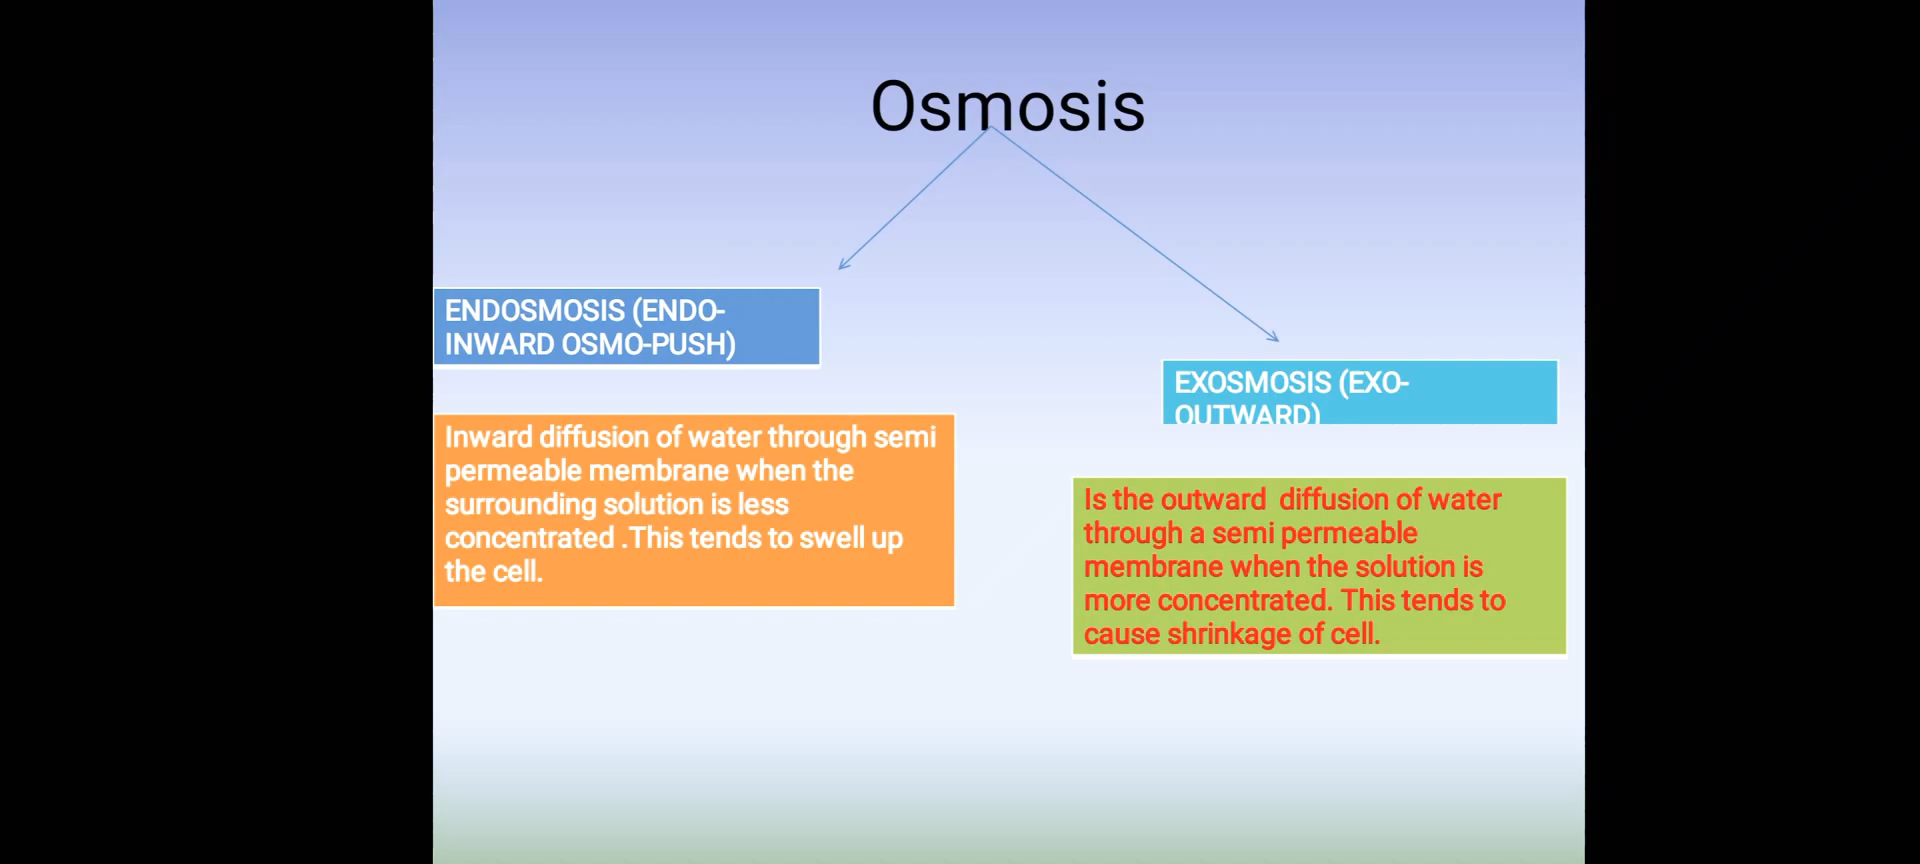 Osmosis
ENDOSMOSIS (ENDO-
INWARD OSMO-PUSH)
Inward diffusion of water through semi
permeable membrane when the
surrounding solution is less
concentrated .This tends to swell up
the cell.
EXOSMOSIS (EXO-
OUTWARD)
Is the outward  diffusion of water
through a semi permeable
membrane when the solution is
more concentrated. This tends to
cause shrinkage of cell.